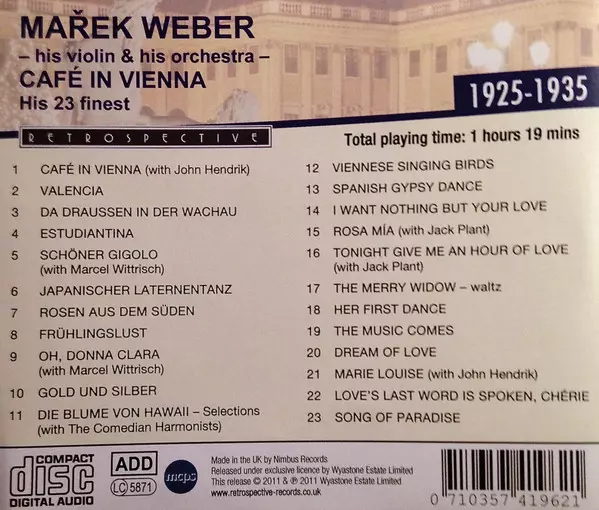 MAŘEK WEBER
– his violin & his orchestra –
CAFÉ IN VIENNA
His 23 finest
1925-1935
RETROSPECTIVE
Total playing time: 1 hours 19 mins
1 CAFÉ IN VIENNA (with John Hendrik)
2 VALENCIA
3 DA DRAUSSEN IN DER WACHAU
4 ESTUDIANTINA
5 SCHÖNER GIGOLO
(with Marcel Wittrisch)
6 JAPANISCHER LATERNENTANZ
7 ROSEN AUS DEM SÜDEN
8 FRÜHLINGSLUST
9 OH, DONNA CLARA
(with Marcel Wittrisch)
10 GOLD UND SILBER
11 DIE BLUME VON HAWAII – Selections
(with The Comedian Harmonists)
12 VIENNESE SINGING BIRDS
13 SPANISH GYPSY DANCE
14 I WANT NOTHING BUT YOUR LOVE
15 ROSA MÍA (with Jack Plant)
16 TONIGHT GIVE ME AN HOUR OF LOVE
(with Jack Plant)
17 THE MERRY WIDOW – waltz
18 HER FIRST DANCE
19 THE MUSIC COMES
20 DREAM OF LOVE
21 MARIE LOUISE (with John Hendrik)
22 LOVE'S LAST WORD IS SPOKEN, CHÉRIE
23 SONG OF PARADISE
COMPACT
disc
DIGITAL AUDIO
ADD
LC 5871
mcps
Made in the UK by Nimbus Records
Released under exclusive licence by Wyastone Estate Limited
This release © 2011 & ℗ 2011 Wyastone Estate Limited
www.retrospective-records.co.uk
0 710357 419621